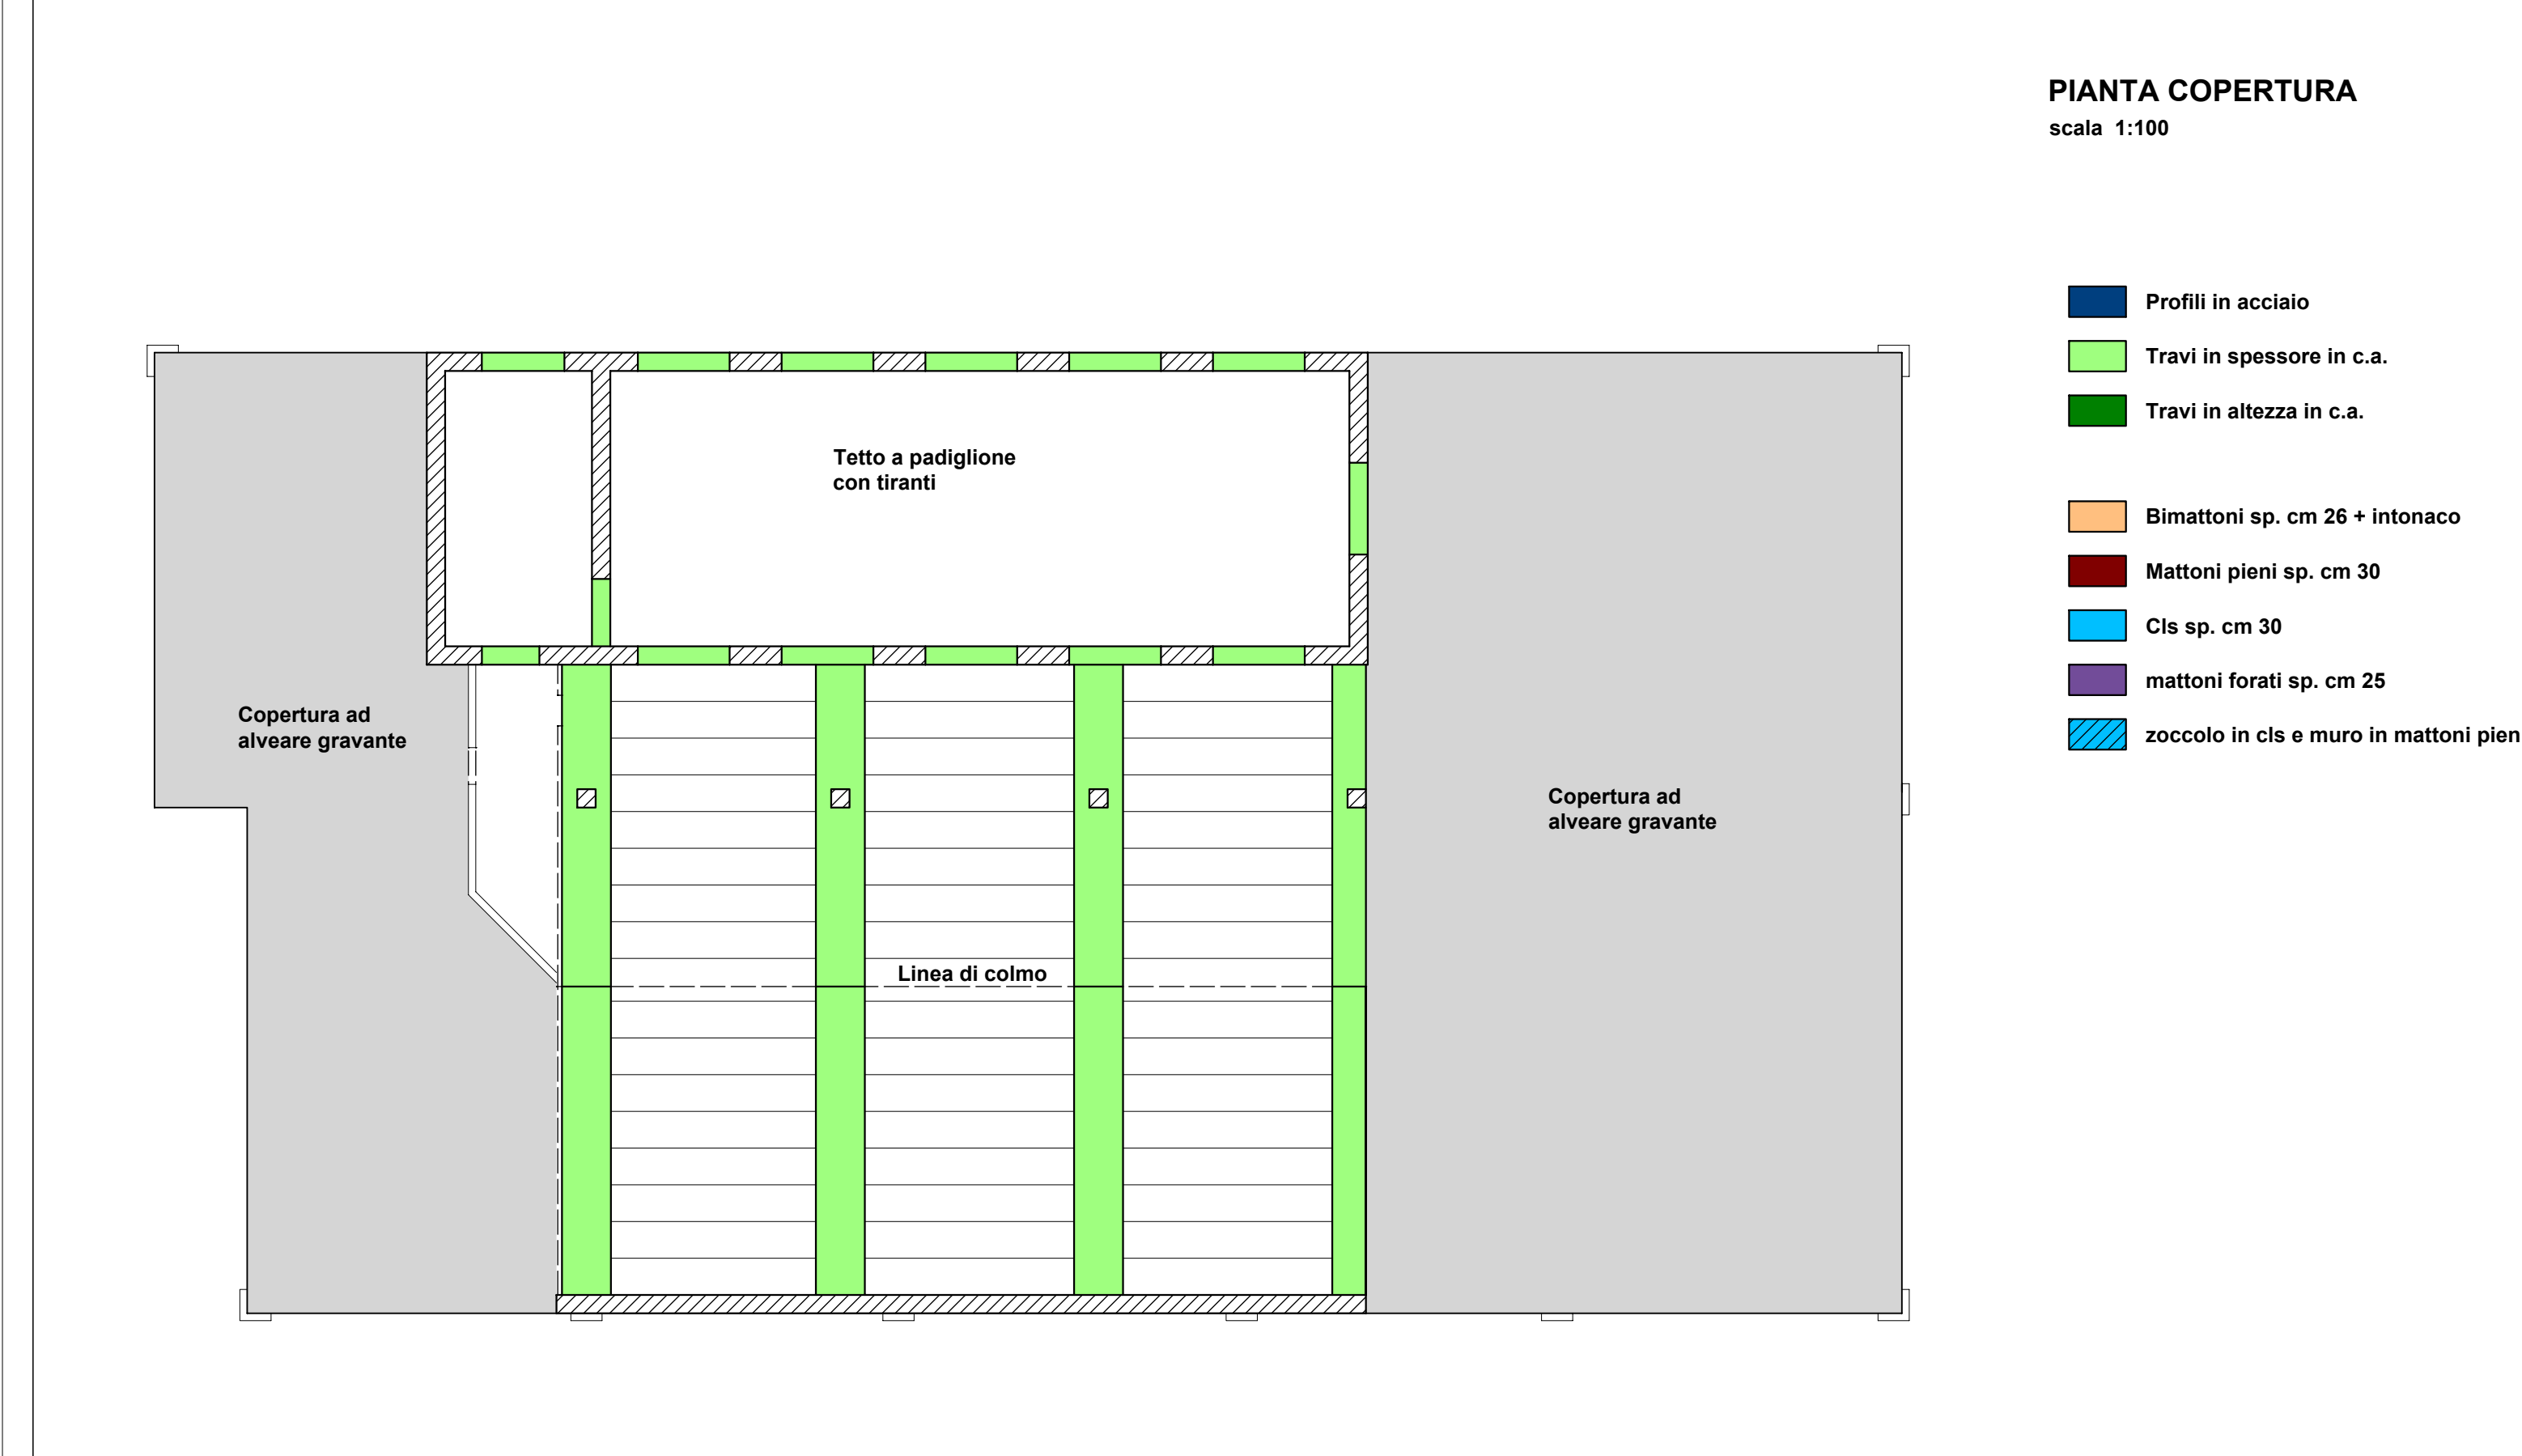 PIANTA COPERTURA
scala 1:100
Profili in acciaio
Travi in spessore in c.a.
Travi in altezza in c.a.
Bimattoni sp. cm 26 + intonaco
Mattoni pieni sp. cm 30
Cls sp. cm 30
mattoni forati sp. cm 25
zoccolo in cls e muro in mattoni pien
Tetto a padiglione
con tiranti
Copertura ad
alveare gravante
Copertura ad
alveare gravante
Linea di colmo